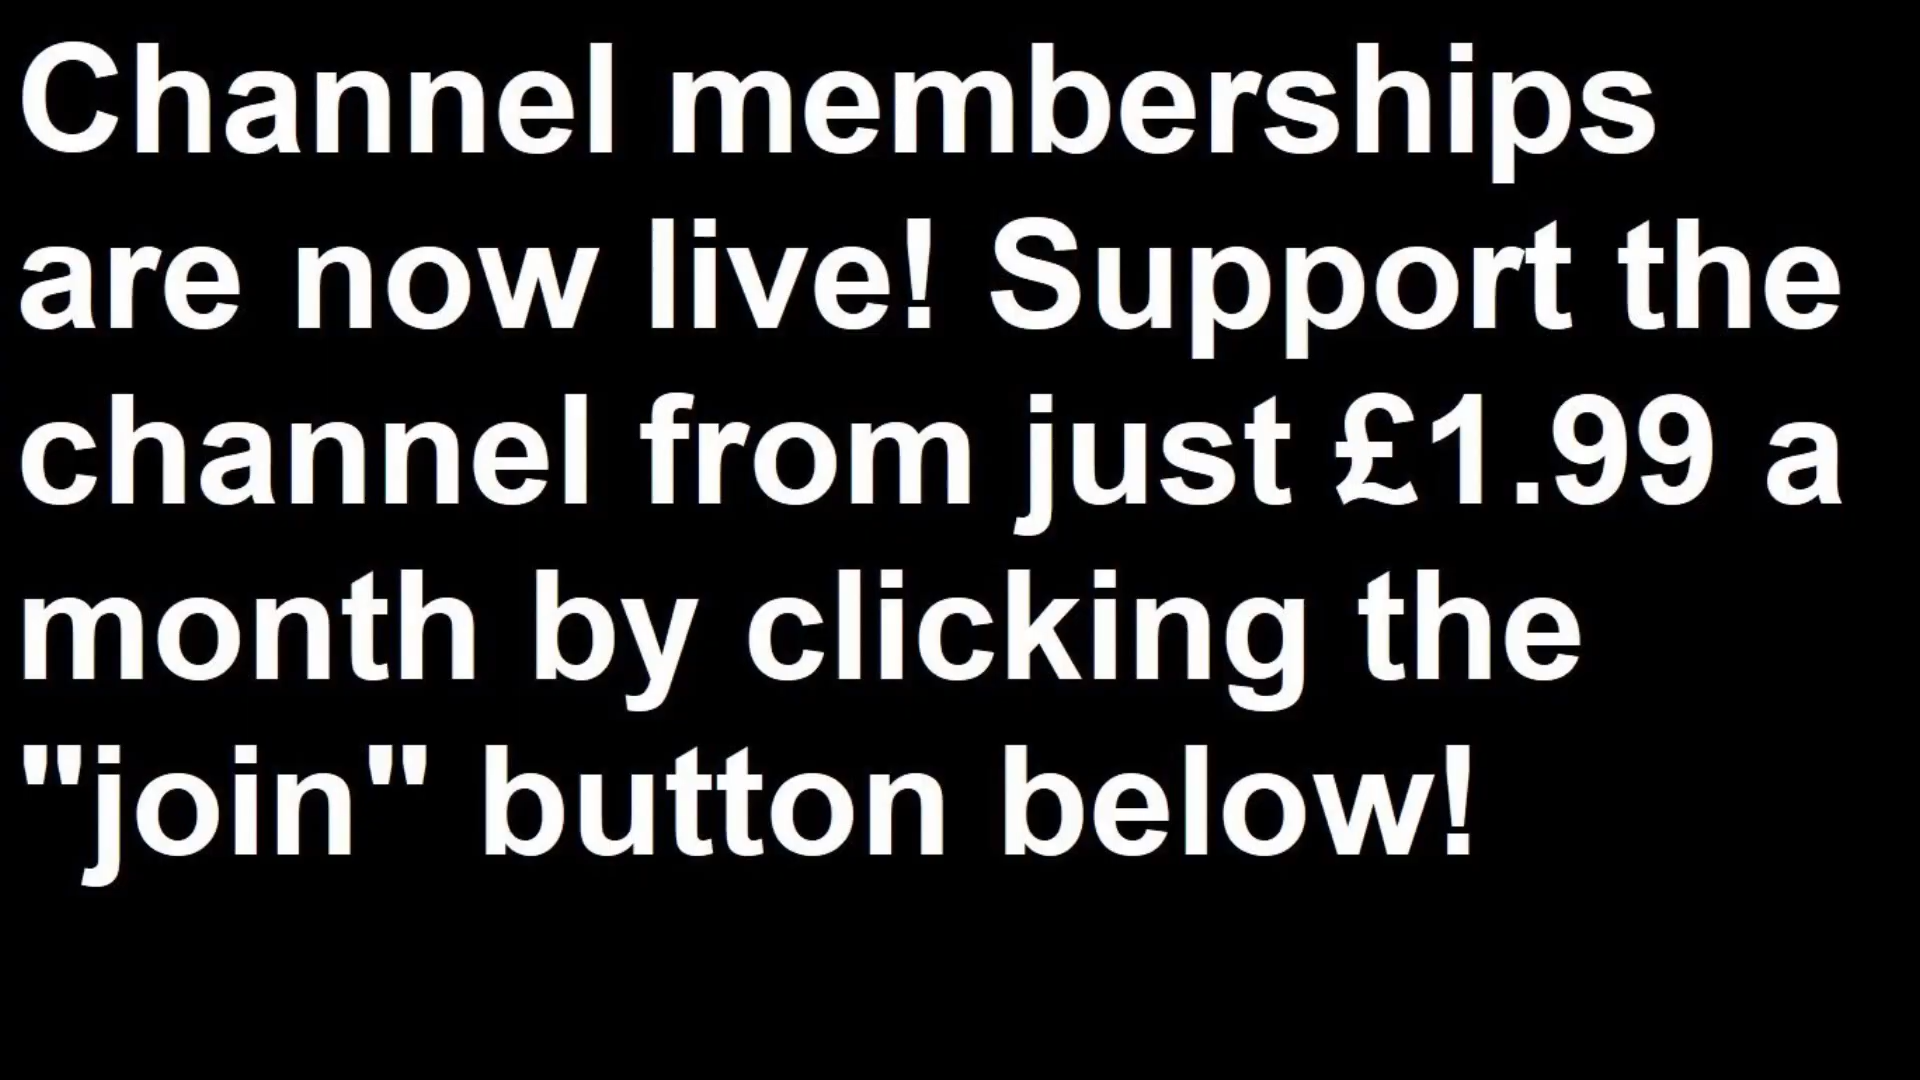 Channel memberships
are now live! Support the
channel from just £1.99 a
month by clicking the
"join" button below!